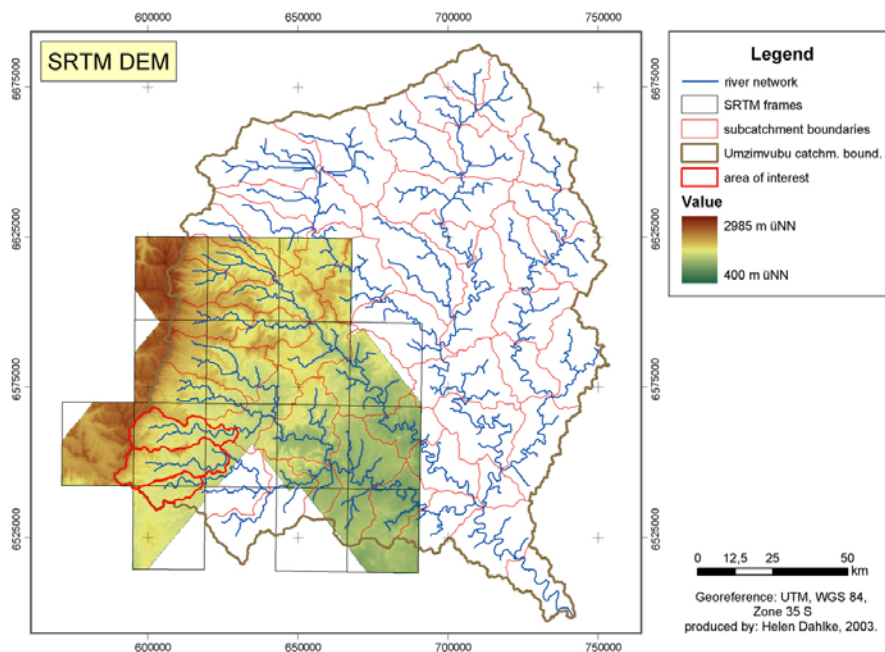 600000 650000 700000 750000
SRTM DEM
6675000
6625000
6575000
6525000
6675000
6625000
6575000
6525000
600000 650000 700000 750000
Legend
river network
SRTM frames
subcatchment boundaries
Umzimvubu catchm. bound.
area of interest
Value
2985 m üNN
400 m üNN
0 12,5 25 50
km
Georeference: UTM, WGS 84,
Zone 35 S
produced by: Helen Dahlke, 2003.